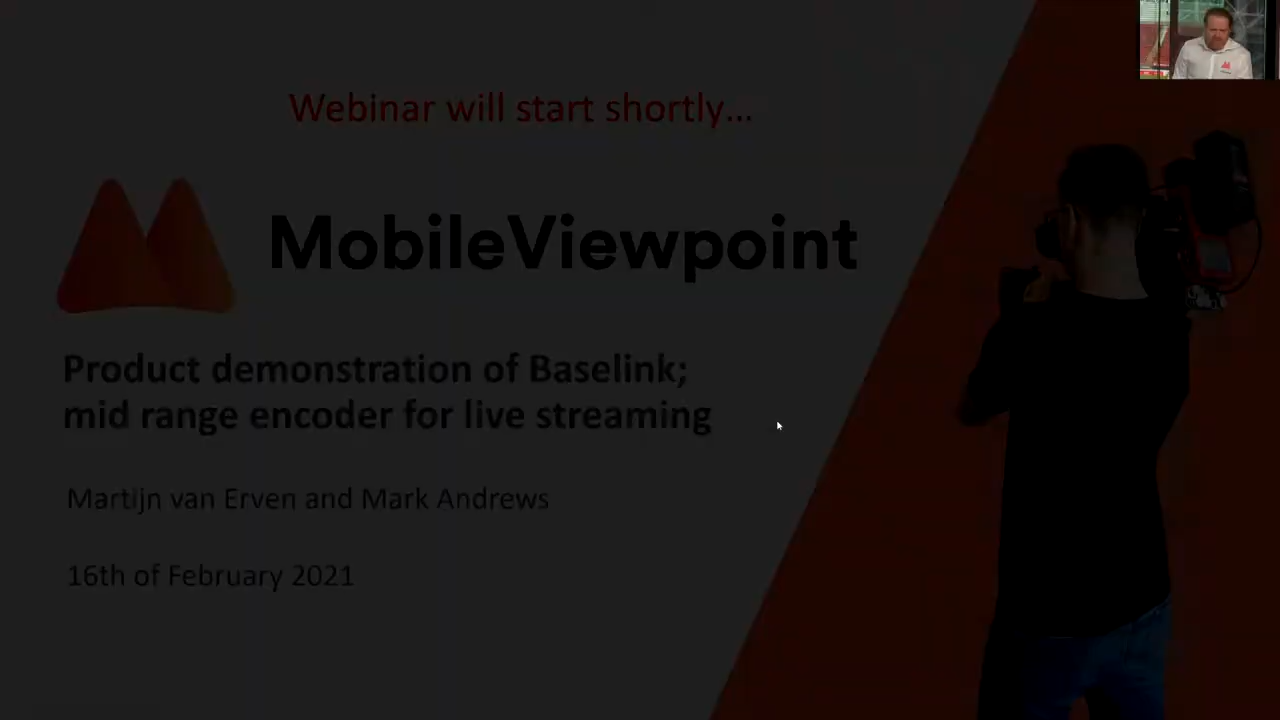 Webinar will start shortly...
MobileViewpoint
Product demonstration of Baselink;
mid range encoder for live streaming
Martijn van Erven and Mark Andrews
16th of February 2021